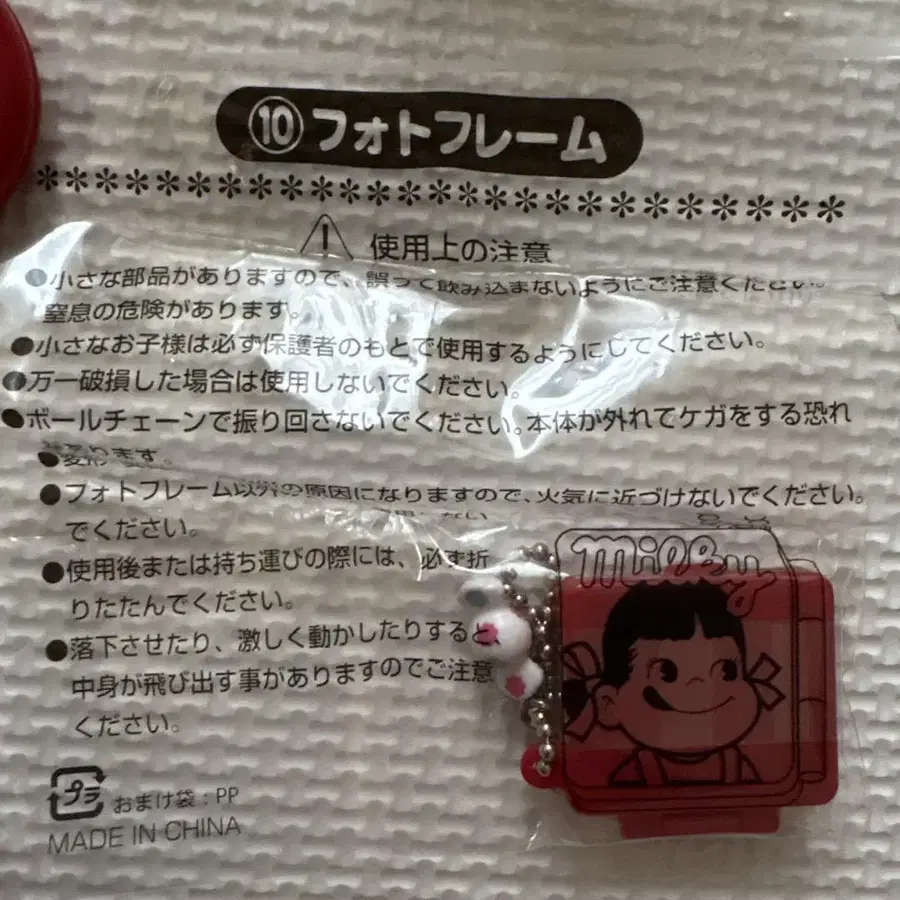 ⑩フォトフレーム
使用上の注意
●小さな部品がありますので、誤って飲み込まないようにご注意ください。
窒息の危険があります。
●小さなお子様は必ず保護者のもとで使用するようにしてください。
●万一破損した場合は使用しないでください。
●ボールチェーンで振り回さないでください。本体が外れてケガをする恐れ
あります。
●変形
の原因になりますので、火気に近づけないでください。
●フォトフレーム以外
でください。
●使用後または持ち運びの際には、必ず折
りたたんでください。
●落下させたり、激しく動かしたりすると
中身が飛び出す事がありますのでご注意
ください。
プラ
おまけ袋:PP
MADE IN CHINA
Milky